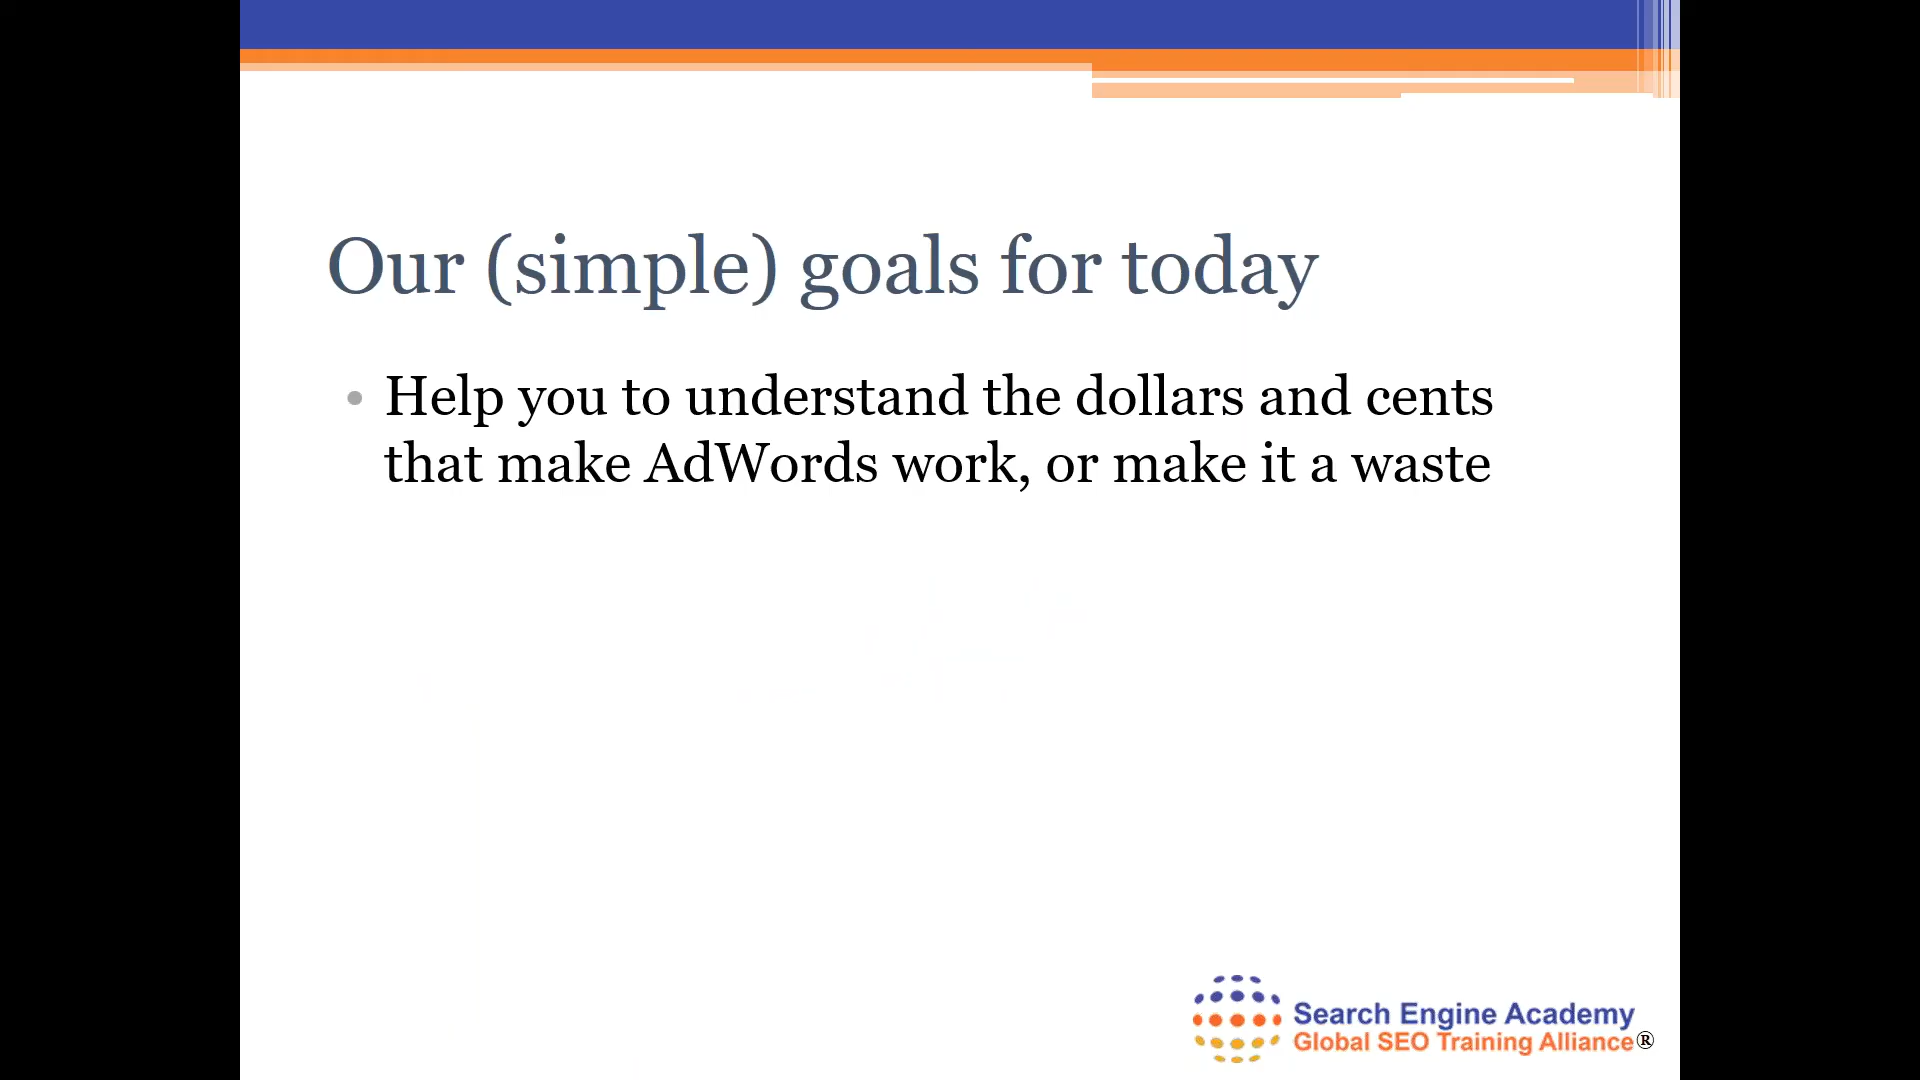 Our (simple) goals for today
• Help you to understand the dollars and cents
that make AdWords work, or make it a waste
Search Engine Academy
Global SEO Training Alliance®